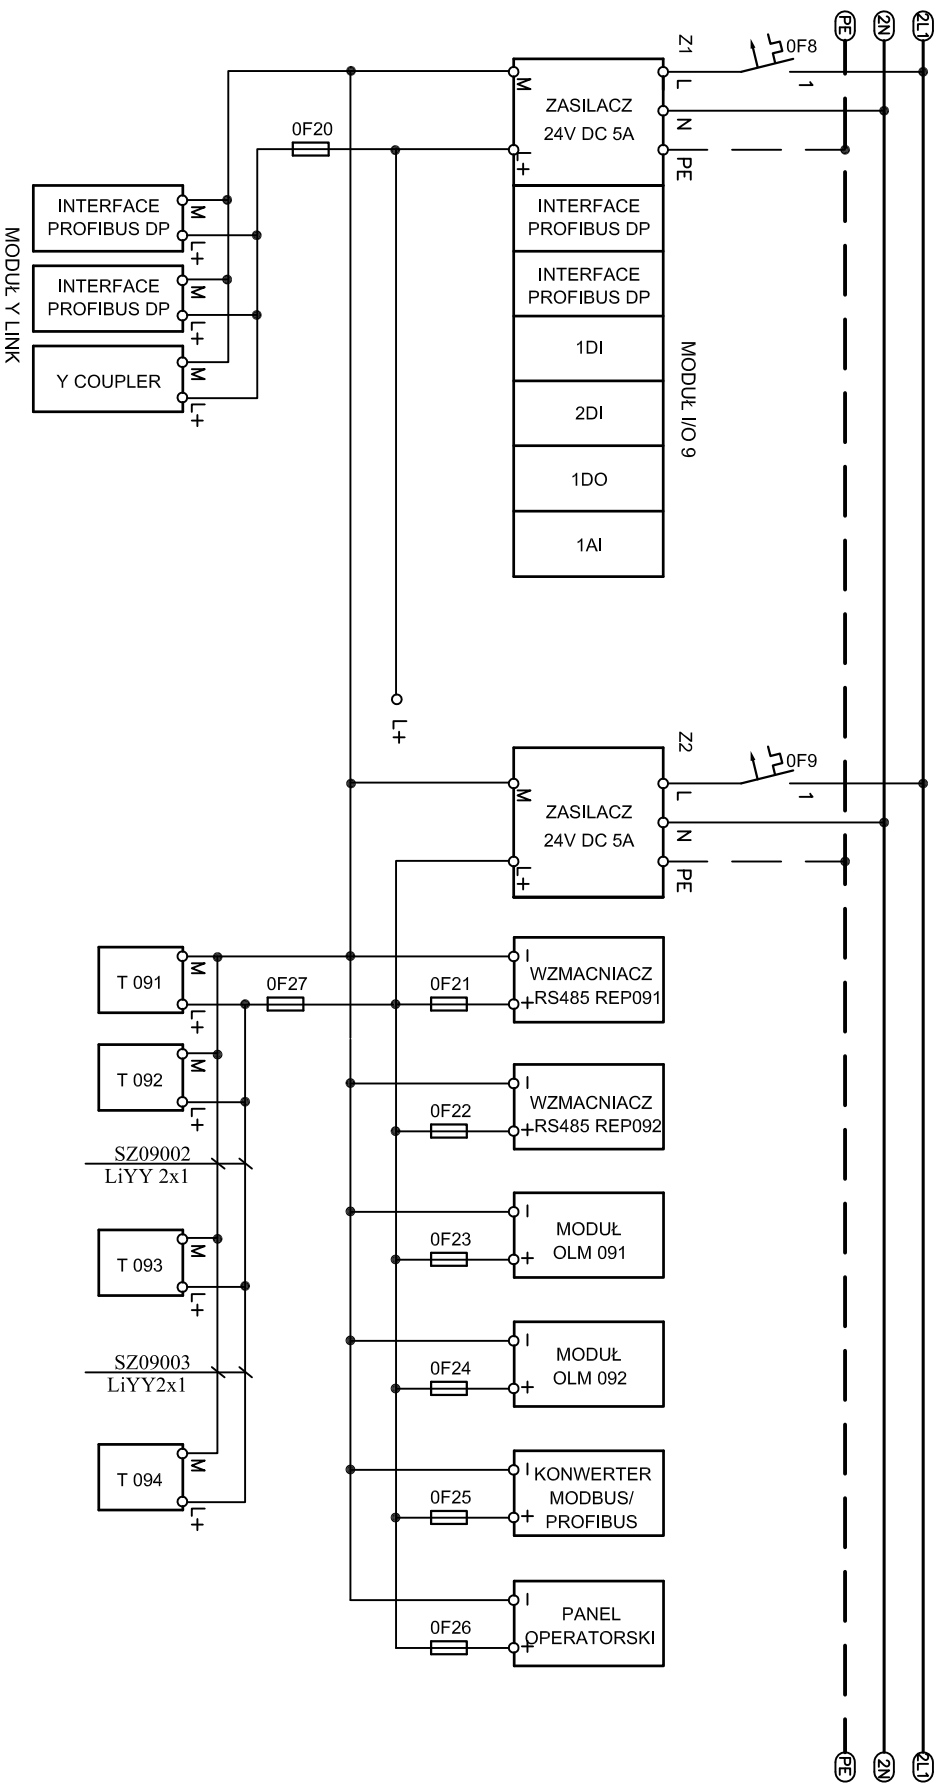 2L1
2N
PE
0F8
1
Z1
L
N
PE
M
L+
ZASILACZ
24V DC 5A
0F20
INTERFACE
PROFIBUS DP
INTERFACE
PROFIBUS DP
1DI
2DI
1DO
1AI
MODUŁ I/O 9
INTERFACE
PROFIBUS DP
M
L+
INTERFACE
PROFIBUS DP
M
L+
Y COUPLER
M
L+
MODUŁ Y LINK
L+
0F9
1
Z2
L
N
PE
M
L+
ZASILACZ
24V DC 5A
T 091
M
L+
0F27
0F21
–
+
WZMACNIACZ
RS485 REP091
T 092
M
L+
0F22
–
+
WZMACNIACZ
RS485 REP092
SZ09002
LiYY 2x1
T 093
M
L+
0F23
–
+
MODUŁ
OLM 091
SZ09003
LiYY2x1
0F24
–
+
MODUŁ
OLM 092
T 094
M
L+
0F25
–
+
KONWERTER
MODBUS/
PROFIBUS
0F26
–
+
PANEL
OPERATORSKI
PE
2N
2L1